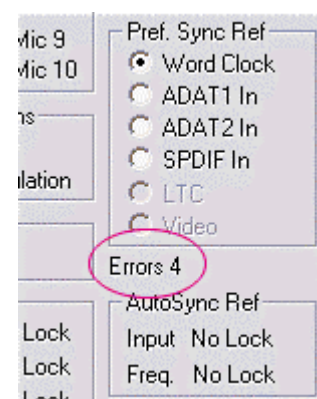 Mic 9
Mic 10
Pref. Sync Ref
Word Clock
ADAT1 In
ADAT2 In
SPDIF In
LTC
Video
Errors 4
AutoSync Ref
Input No Lock
Freq. No Lock
Lock
Lock